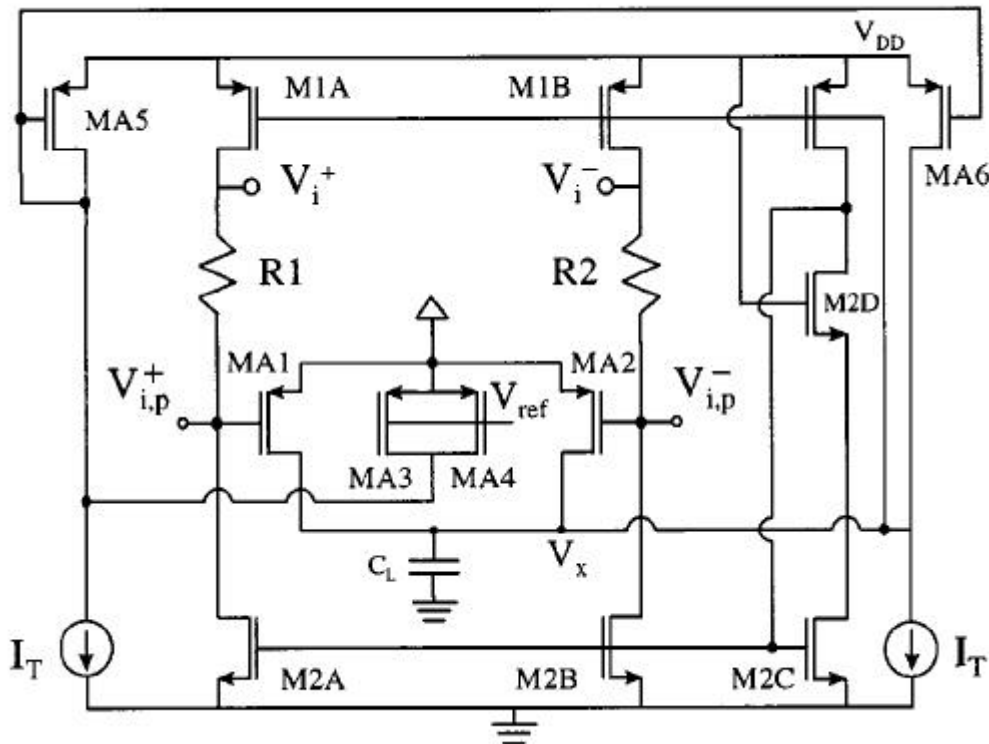 V_DD
MA5
M1A
M1B
MA6
V_i^+
V_i^-
R1
R2
M2D
MA1
MA2
V_i,p^+
V_ref
V_i,p^-
MA3
MA4
C_L
V_x
I_T
M2A
M2B
M2C
I_T